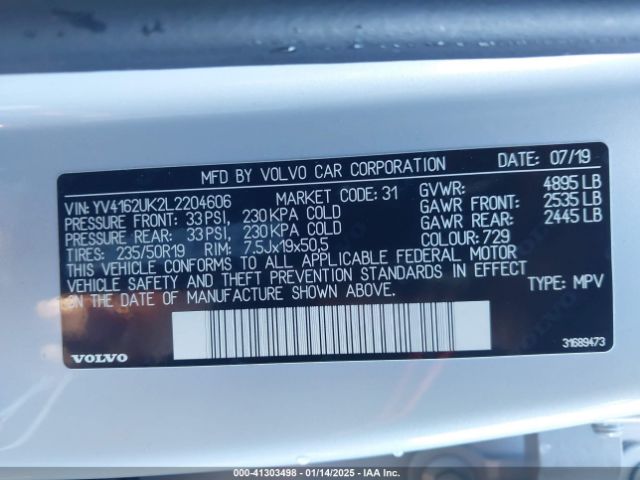 MFD BY VOLVO CAR CORPORATION DATE: 07/19
VIN: YV4162UK2L2204606 MARKET CODE: 31 GVWR: 4895 LB
PRESSURE FRONT: 33 PSI, 230 KPA COLD GAWR FRONT: 2535 LB
PRESSURE REAR: 33 PSI, 230 KPA COLD GAWR REAR: 2445 LB
TIRES: 235/50R19 RIM: 7.5Jx19x50,5 COLOUR: 729
THIS VEHICLE CONFORMS TO ALL APPLICABLE FEDERAL MOTOR
VEHICLE SAFETY AND THEFT PREVENTION STANDARDS IN EFFECT
ON THE DATE OF MANUFACTURE SHOWN ABOVE. TYPE: MPV
VOLVO 31689473
00-41303498 - 01/14/2025 - IAA Inc.